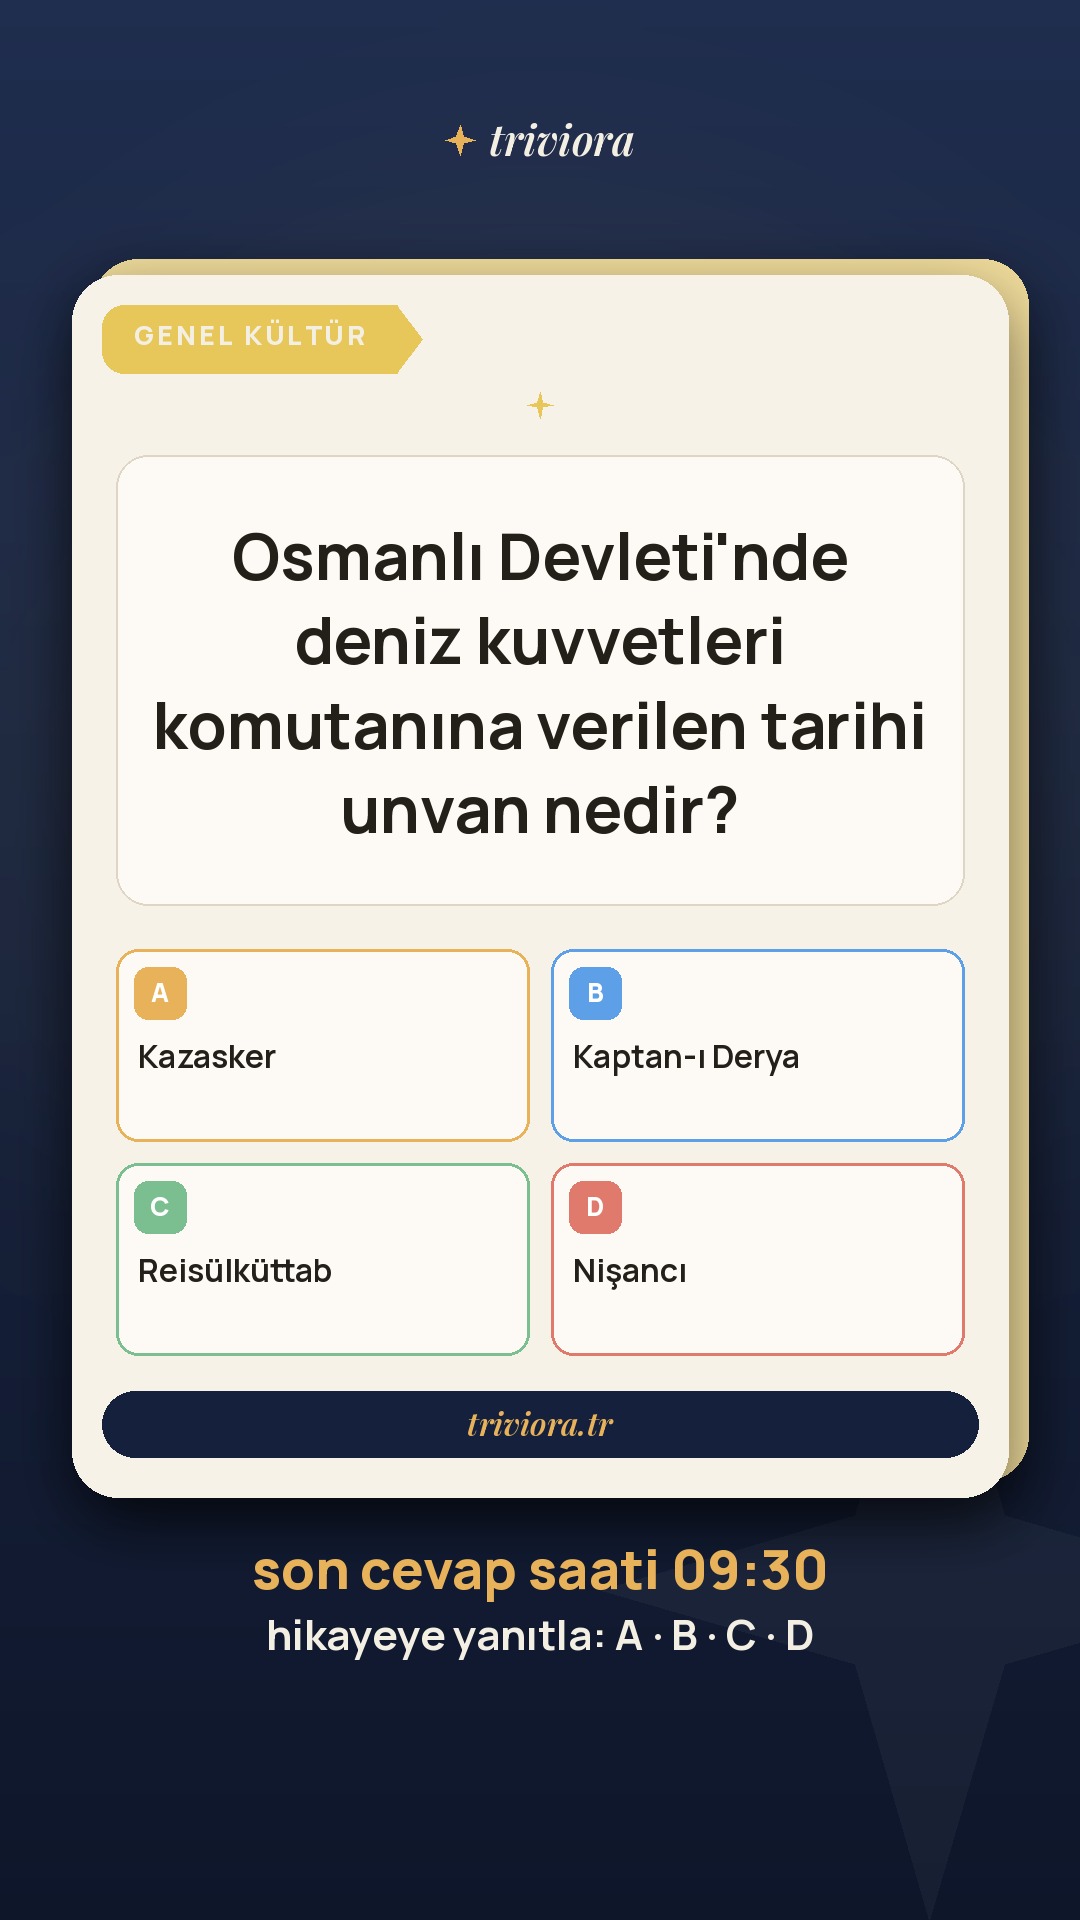 triviora
GENEL KÜLTÜR
Osmanlı Devleti'nde
deniz kuvvetleri
komutanına verilen tarihi
unvan nedir?
A
Kazasker
B
Kaptan-ı Derya
C
Reisülküttab
D
Nişancı
triviora.tr
son cevap saati 09:30
hikayeye yanıtla: A · B · C · D